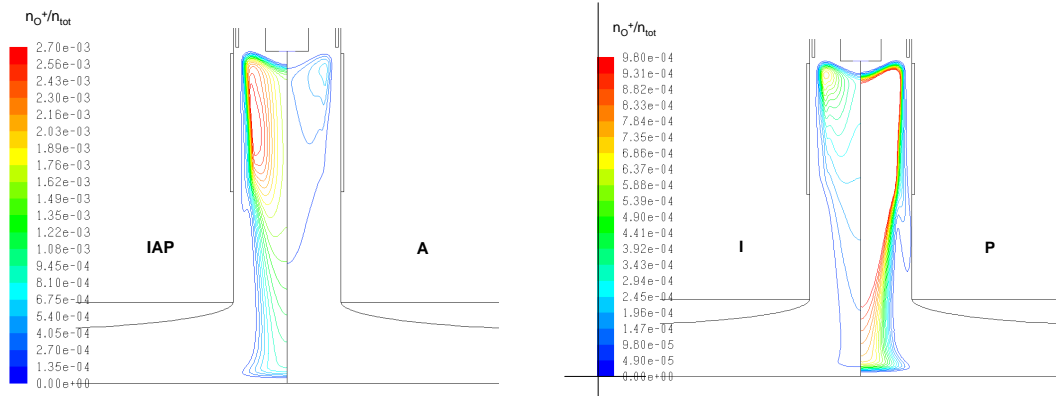 nO+/ntot
2.70e-03
2.56e-03
2.43e-03
2.30e-03
2.16e-03
2.03e-03
1.89e-03
1.76e-03
1.62e-03
1.49e-03
1.35e-03
1.22e-03
1.08e-03
9.45e-04
8.10e-04
6.75e-04
5.40e-04
4.05e-04
2.70e-04
1.35e-04
0.00e+00
IAP
A
nO+/ntot
9.80e-04
9.31e-04
8.82e-04
8.33e-04
7.84e-04
7.35e-04
6.86e-04
6.37e-04
5.88e-04
5.39e-04
4.90e-04
4.41e-04
3.92e-04
3.43e-04
2.94e-04
2.45e-04
1.96e-04
1.47e-04
9.80e-05
4.90e-05
0.00e+00
I
P